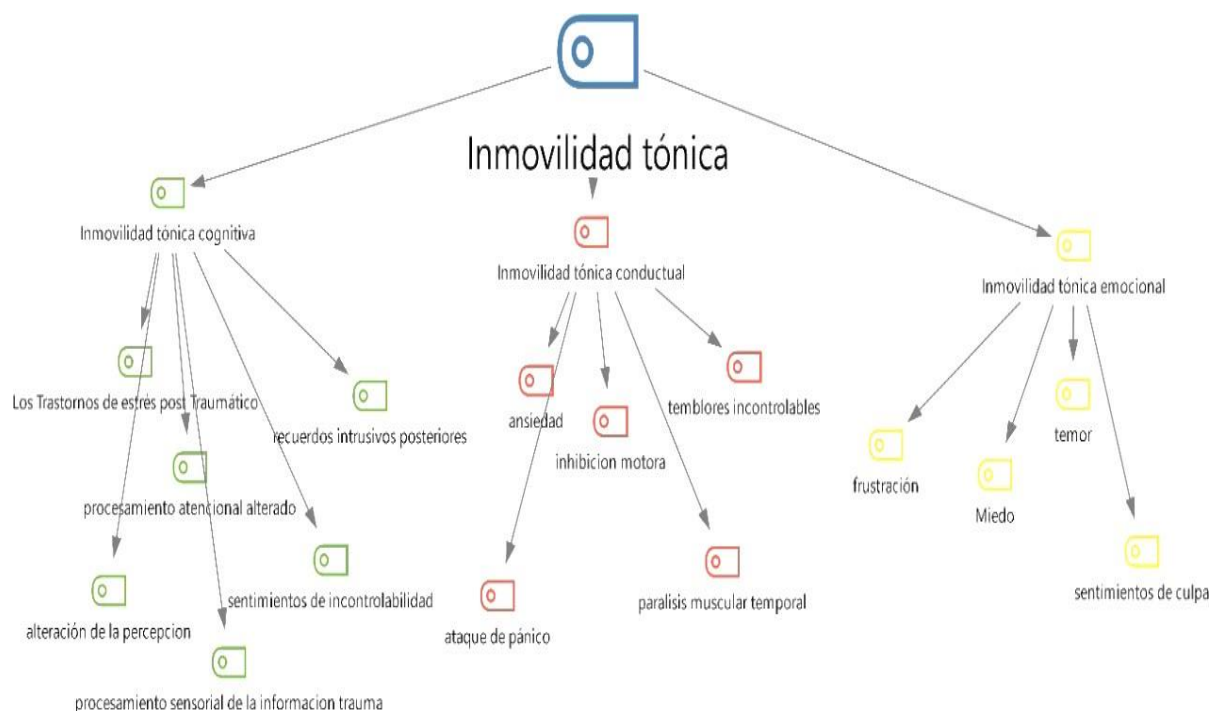 Inmovilidad tónica
Inmovilidad tónica cognitiva
Inmovilidad tónica conductual
Inmovilidad tónica emocional
Los Trastornos de estrés post Traumático
recuerdos intrusivos posteriores
procesamiento atencional alterado
sentimientos de incontrolabilidad
alteración de la percepcion
procesamiento sensorial de la informacion trauma
ansiedad
temblores incontrolables
inhibicion motora
paralisis muscular temporal
ataque de pánico
temor
frustración
Miedo
sentimientos de culpa